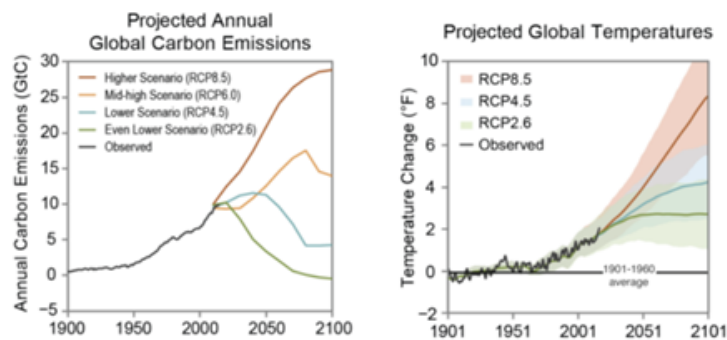 Projected Annual
Global Carbon Emissions
Annual Carbon Emissions (GtC)
30
25
20
15
10
5
0
−5
Higher Scenario (RCP8.5)
Mid-high Scenario (RCP6.0)
Lower Scenario (RCP4.5)
Even Lower Scenario (RCP2.6)
Observed
1900 1950 2000 2050 2100
Projected Global Temperatures
Temperature Change (°F)
10
8
6
4
2
0
−2
RCP8.5
RCP4.5
RCP2.6
Observed
1901-1960
average
1901 1951 2001 2051 2101